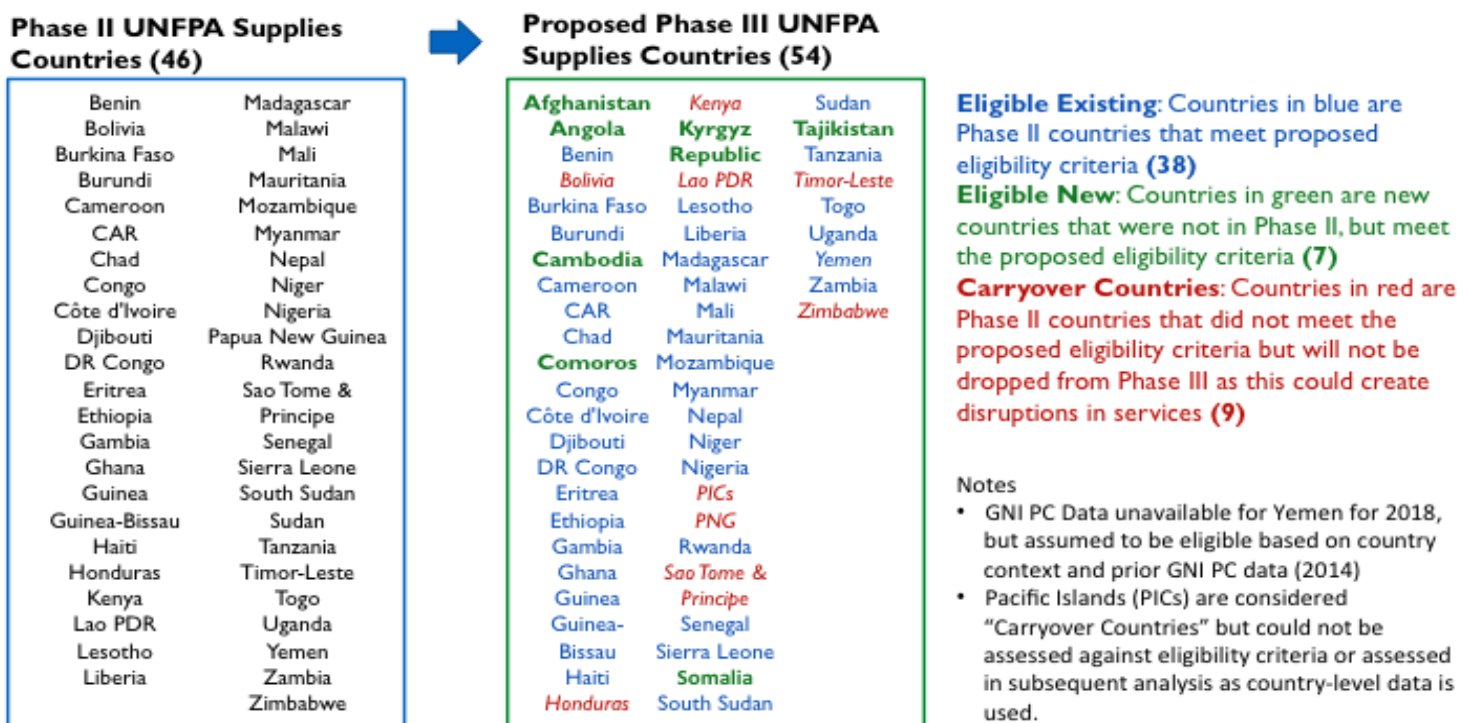 Phase II UNFPA Supplies
Countries (46)
Benin
Bolivia
Burkina Faso
Burundi
Cameroon
CAR
Chad
Congo
Côte d'Ivoire
Djibouti
DR Congo
Eritrea
Ethiopia
Gambia
Ghana
Guinea
Guinea-Bissau
Haiti
Honduras
Kenya
Lao PDR
Lesotho
Liberia
Madagascar
Malawi
Mali
Mauritania
Mozambique
Myanmar
Nepal
Niger
Nigeria
Papua New Guinea
Rwanda
Sao Tome &
Principe
Senegal
Sierra Leone
South Sudan
Sudan
Tanzania
Timor-Leste
Togo
Uganda
Yemen
Zambia
Zimbabwe
Proposed Phase III UNFPA
Supplies Countries (54)
Afghanistan
Angola
Benin
Bolivia
Burkina Faso
Burundi
Cambodia
Cameroon
CAR
Chad
Comoros
Congo
Côte d'Ivoire
Djibouti
DR Congo
Eritrea
Ethiopia
Gambia
Ghana
Guinea
Guinea-
Bissau
Haiti
Honduras
Kenya
Kyrgyz
Republic
Lao PDR
Lesotho
Liberia
Madagascar
Malawi
Mali
Mauritania
Mozambique
Myanmar
Nepal
Niger
Nigeria
PICs
PNG
Rwanda
Sao Tome &
Principe
Senegal
Sierra Leone
Somalia
South Sudan
Sudan
Tajikistan
Tanzania
Timor-Leste
Togo
Uganda
Yemen
Zambia
Zimbabwe
Eligible Existing: Countries in blue are
Phase II countries that meet proposed
eligibility criteria (38)
Eligible New: Countries in green are new
countries that were not in Phase II, but meet
the proposed eligibility criteria (7)
Carryover Countries: Countries in red are
Phase II countries that did not meet the
proposed eligibility criteria but will not be
dropped from Phase III as this could create
disruptions in services (9)
Notes
• GNI PC Data unavailable for Yemen for 2018,
but assumed to be eligible based on country
context and prior GNI PC data (2014)
• Pacific Islands (PICs) are considered
“Carryover Countries” but could not be
assessed against eligibility criteria or assessed
in subsequent analysis as country-level data is
used.